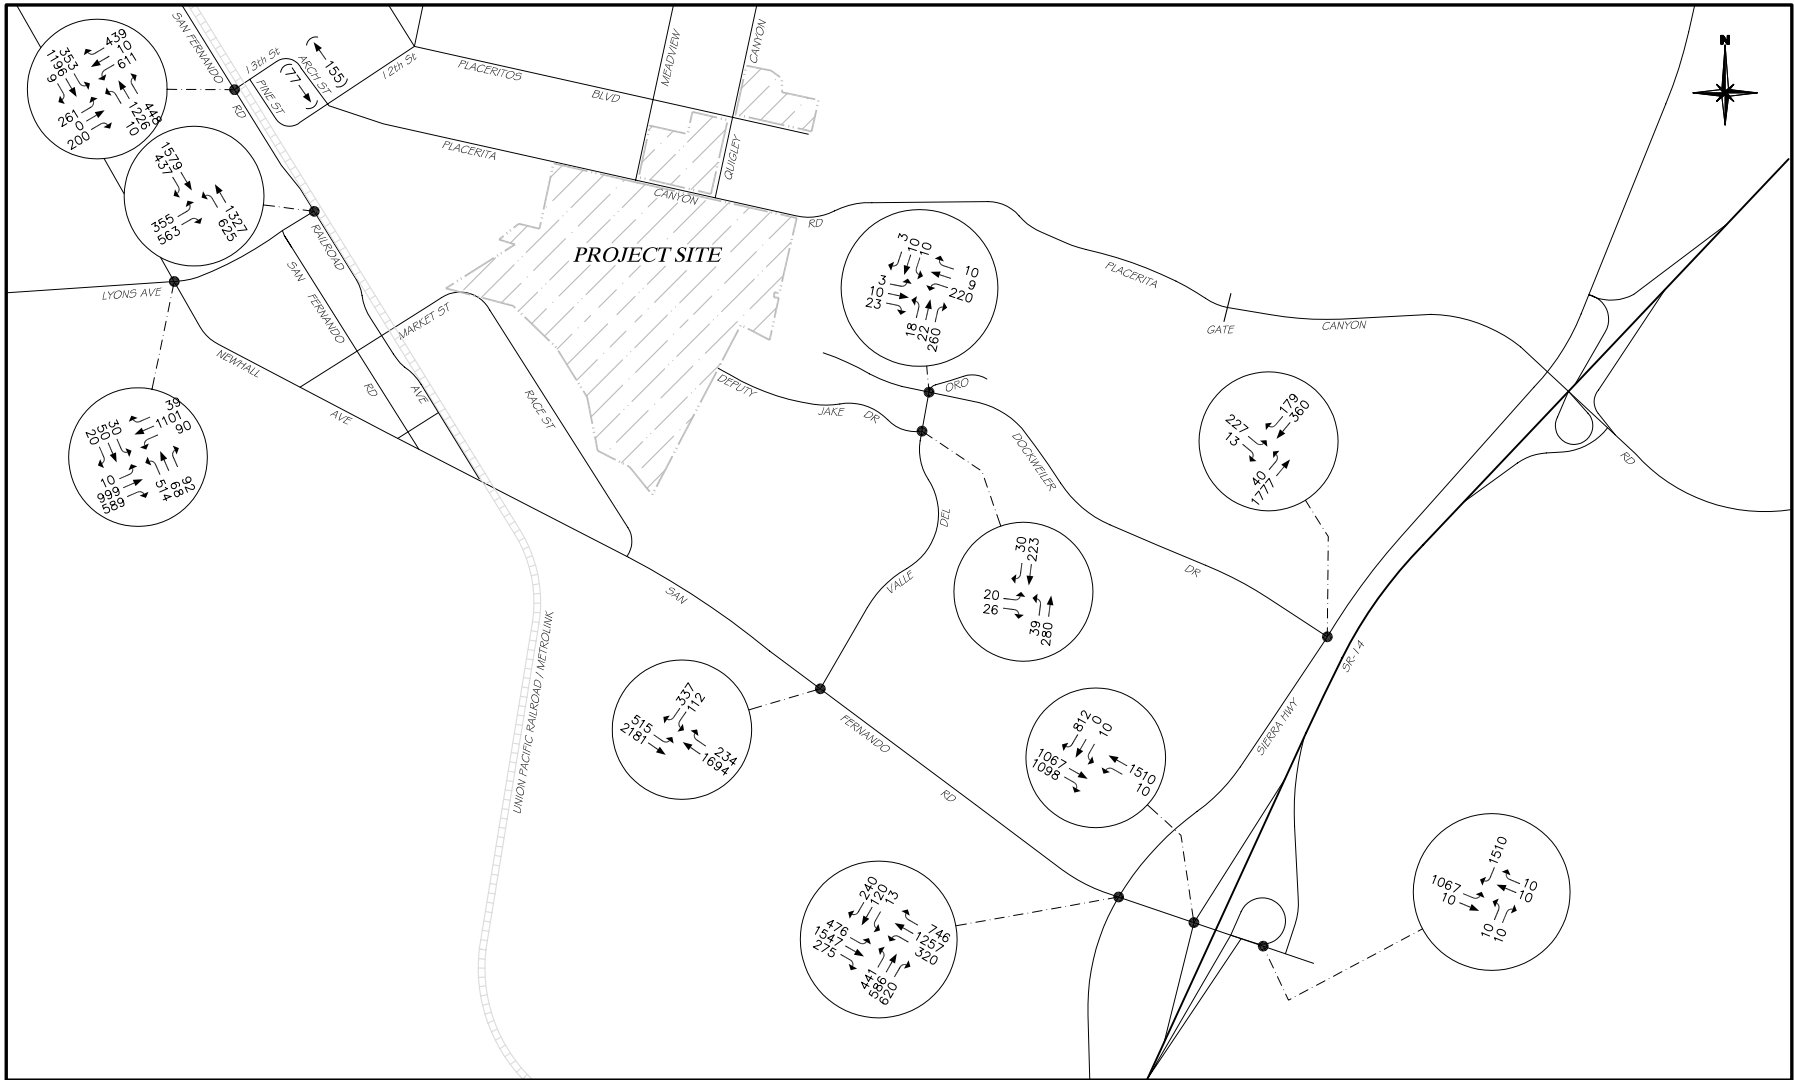 N
SAN FERNANDO
RD
13th St
PINE ST
ARCH ST
(155)
(77)
12th St
PLACERITOS
BLVD
MEADVIEW
CANYON
QUIGLEY
PLACERITA
CANYON
RD
PROJECT SITE
PLACERITA
GATE
CANYON
RD
439
10
611
353
1196
9
261
0
200
448
1226
10
1579
437
355
563
1327
625
LYONS AVE
RAILROAD
AVE
SAN
FERNANDO
RD
MARKET ST
NEWHALL
AVE
RACE ST
39
1101
90
30
50
20
10
999
589
92
68
514
3
10
10
10
9
220
3
10
23
18
22
260
DEPUTY
JAKE
DR
ORO
DOCKWEILER
DR
DEL
VALLE
227
13
179
360
40
1777
30
223
20
26
39
280
SAN
FERNANDO
RD
UNION PACIFIC RAILROAD / METROLINK
SR-14
SIERRA HWY
337
112
515
2181
234
1694
812
0
10
1067
1098
1510
10
240
120
13
476
1547
275
746
1257
320
441
586
620
1510
1067
10
10
10
10
10